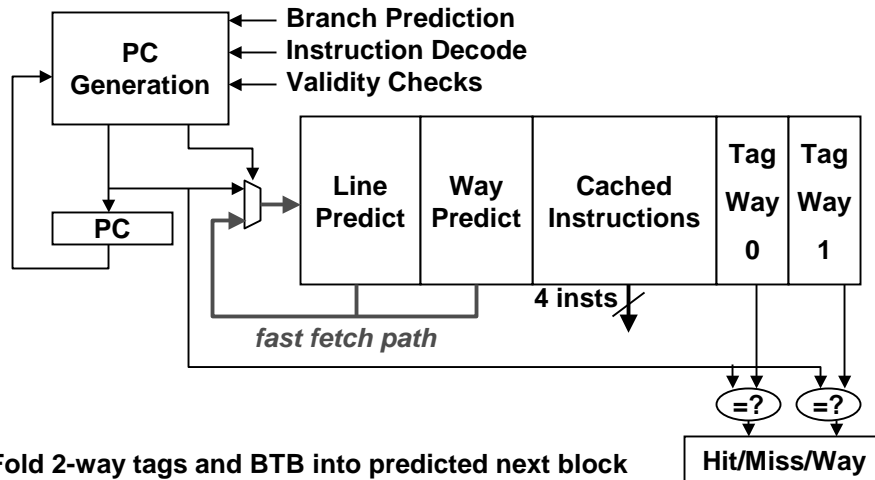 Branch Prediction
PC
Generation
Instruction Decode
Validity Checks
Line
Predict
Way
Predict
Cached
Instructions
Tag
Way
0
Tag
Way
1
PC
4 insts
fast fetch path
=?
=?
Fold 2-way tags and BTB into predicted next block
Hit/Miss/Way